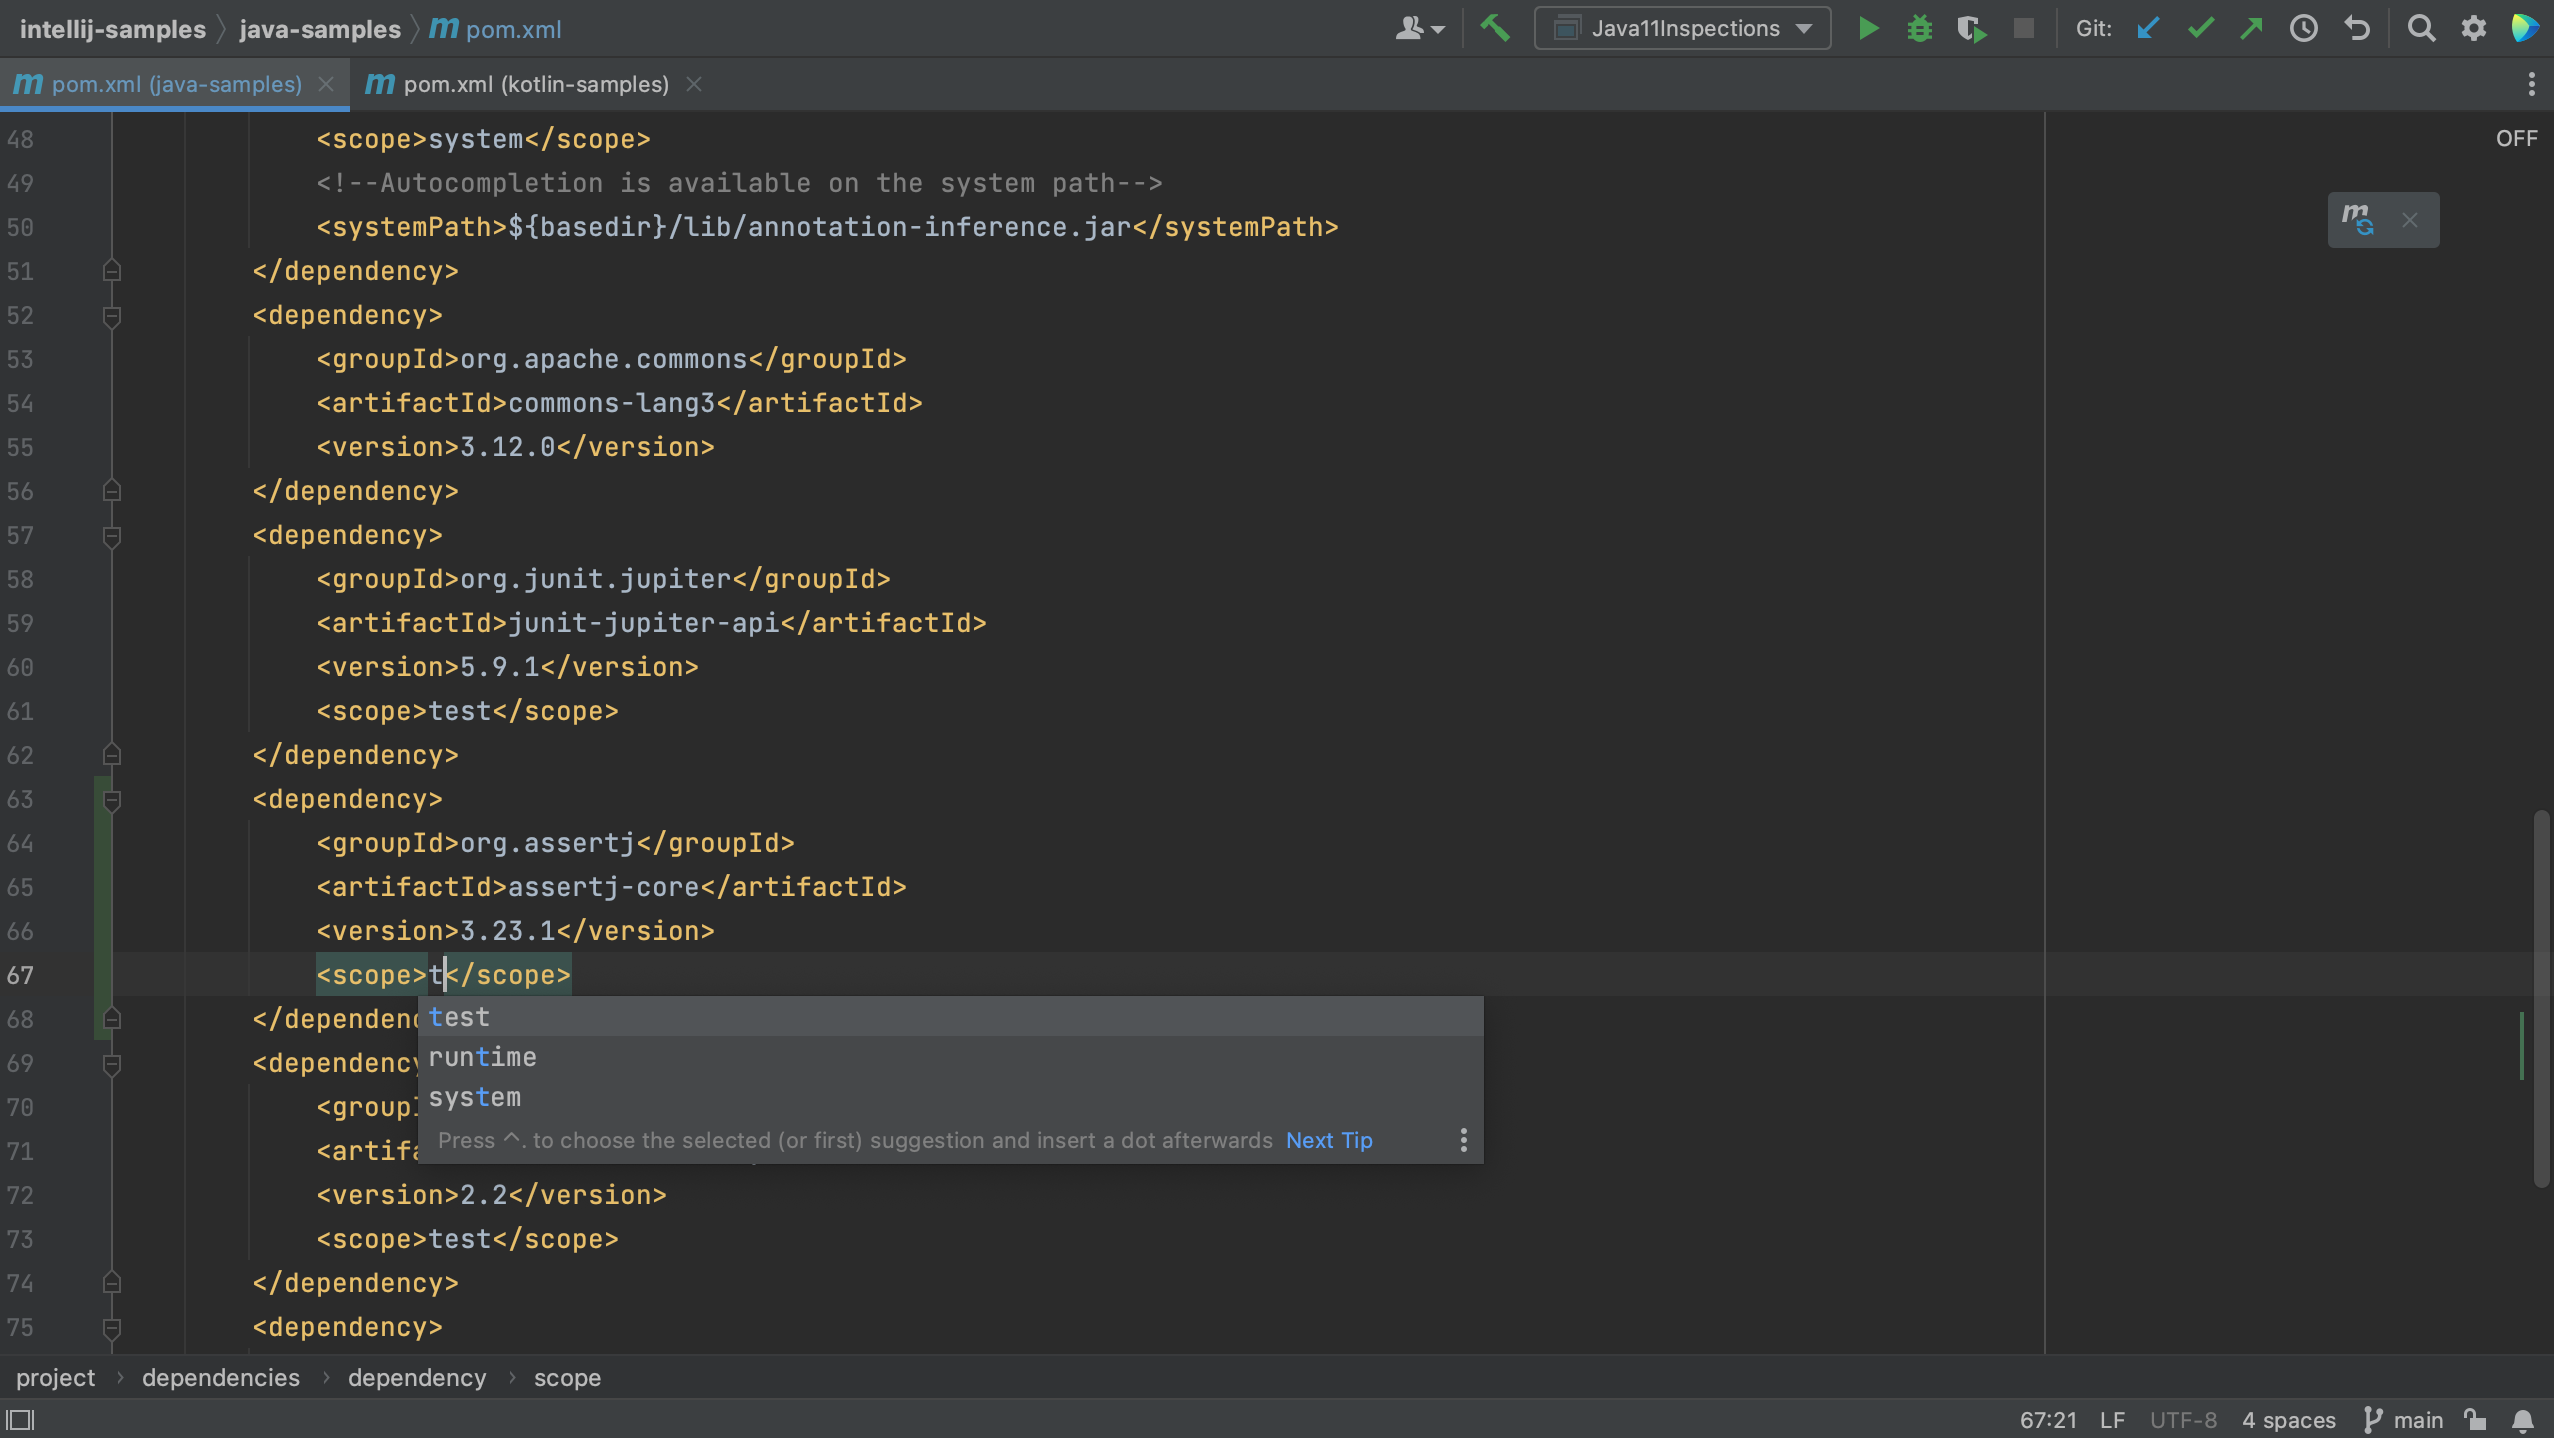 intellij-samples java-samples m pom.xml Java11Inspections Git:
m pom.xml (java-samples) m pom.xml (kotlin-samples)
48 <scope>system</scope> OFF
49 <!--Autocompletion is available on the system path-->
50 <systemPath>${basedir}/lib/annotation-inference.jar</systemPath> m
51 </dependency>
52 <dependency>
53 <groupId>org.apache.commons</groupId>
54 <artifactId>commons-lang3</artifactId>
55 <version>3.12.0</version>
56 </dependency>
57 <dependency>
58 <groupId>org.junit.jupiter</groupId>
59 <artifactId>junit-jupiter-api</artifactId>
60 <version>5.9.1</version>
61 <scope>test</scope>
62 </dependency>
63 <dependency>
64 <groupId>org.assertj</groupId>
65 <artifactId>assertj-core</artifactId>
66 <version>3.23.1</version>
67 <scope>t</scope>
68 </dependenc
test
69 <dependency
runtime
system
70 <groupI
71 <artifa
Press ^. to choose the selected (or first) suggestion and insert a dot afterwards Next Tip
72 <version>2.2</version>
73 <scope>test</scope>
74 </dependency>
75 <dependency>
project dependencies dependency scope
67:21 LF UTF-8 4 spaces main